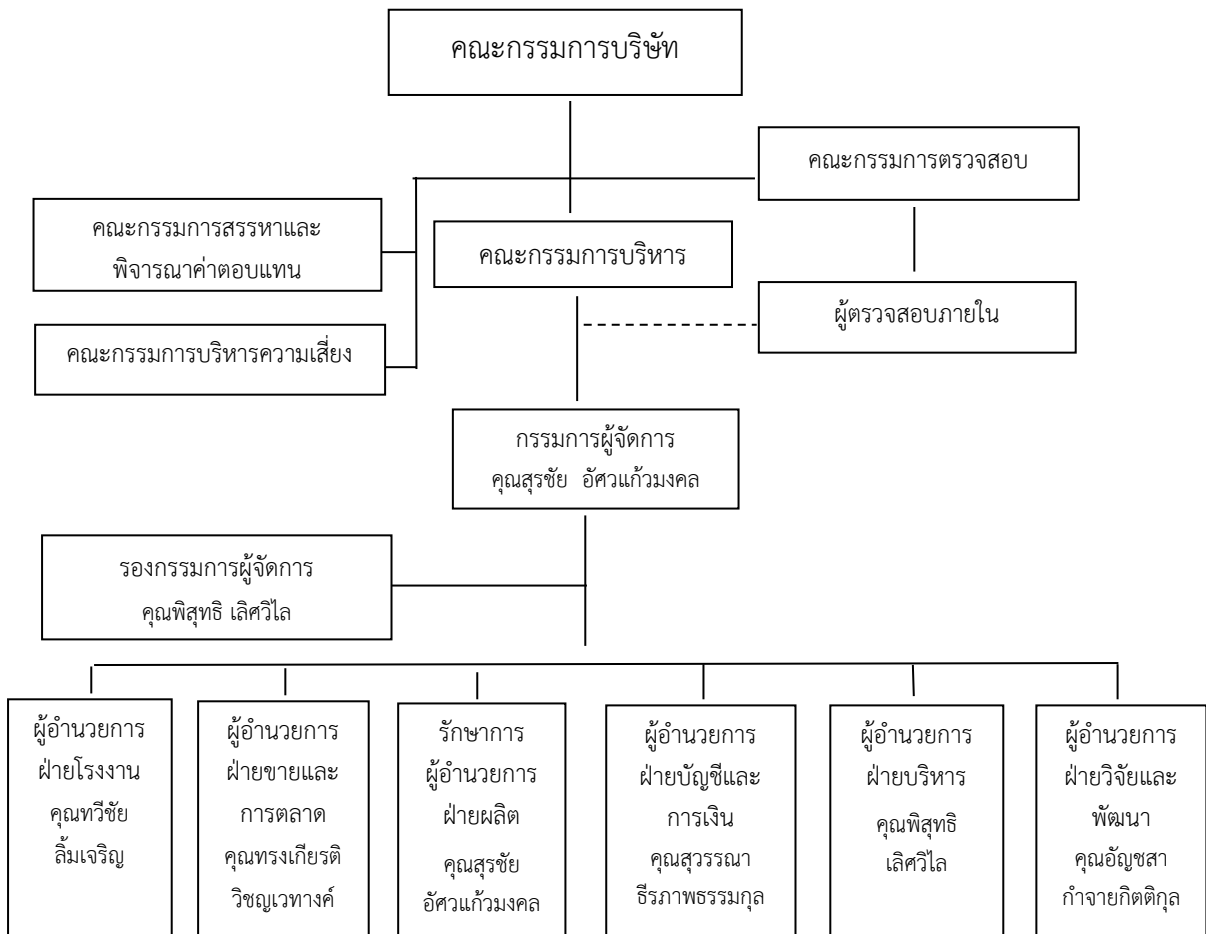 คณะกรรมการบริษัท
คณะกรรมการตรวจสอบ
คณะกรรมการสรรหาและ
พิจารณาค่าตอบแทน
คณะกรรมการบริหาร
ผู้ตรวจสอบภายใน
คณะกรรมการบริหารความเสี่ยง
กรรมการผู้จัดการ
คุณสุรชัย อัศวแก้วมงคล
รองกรรมการผู้จัดการ
คุณพิสุทธิ เลิศวิไล
ผู้อำนวยการ
ฝ่ายโรงงาน
คุณทวีชัย
ลิ้มเจริญ
ผู้อำนวยการ
ฝ่ายขายและ
การตลาด
คุณทรงเกียรติ
วิชญเวทางค์
รักษาการ
ผู้อำนวยการ
ฝ่ายผลิต
คุณสุรชัย
อัศวแก้วมงคล
ผู้อำนวยการ
ฝ่ายบัญชีและ
การเงิน
คุณสุวรรณา
ธีรภาพธรรมกุล
ผู้อำนวยการ
ฝ่ายบริหาร
คุณพิสุทธิ
เลิศวิไล
ผู้อำนวยการ
ฝ่ายวิจัยและ
พัฒนา
คุณอัญชสา
กำจายกิตติกุล